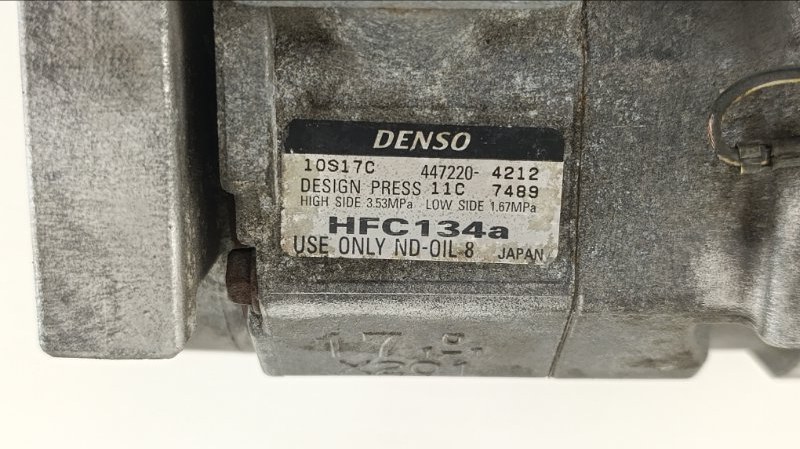 DENSO
10S17C 447220- 4212
DESIGN PRESS 11C 7489
HIGH SIDE 3.53MPa LOW SIDE 1.67MPa
HFC134a
USE ONLY ND-OIL 8 JAPAN